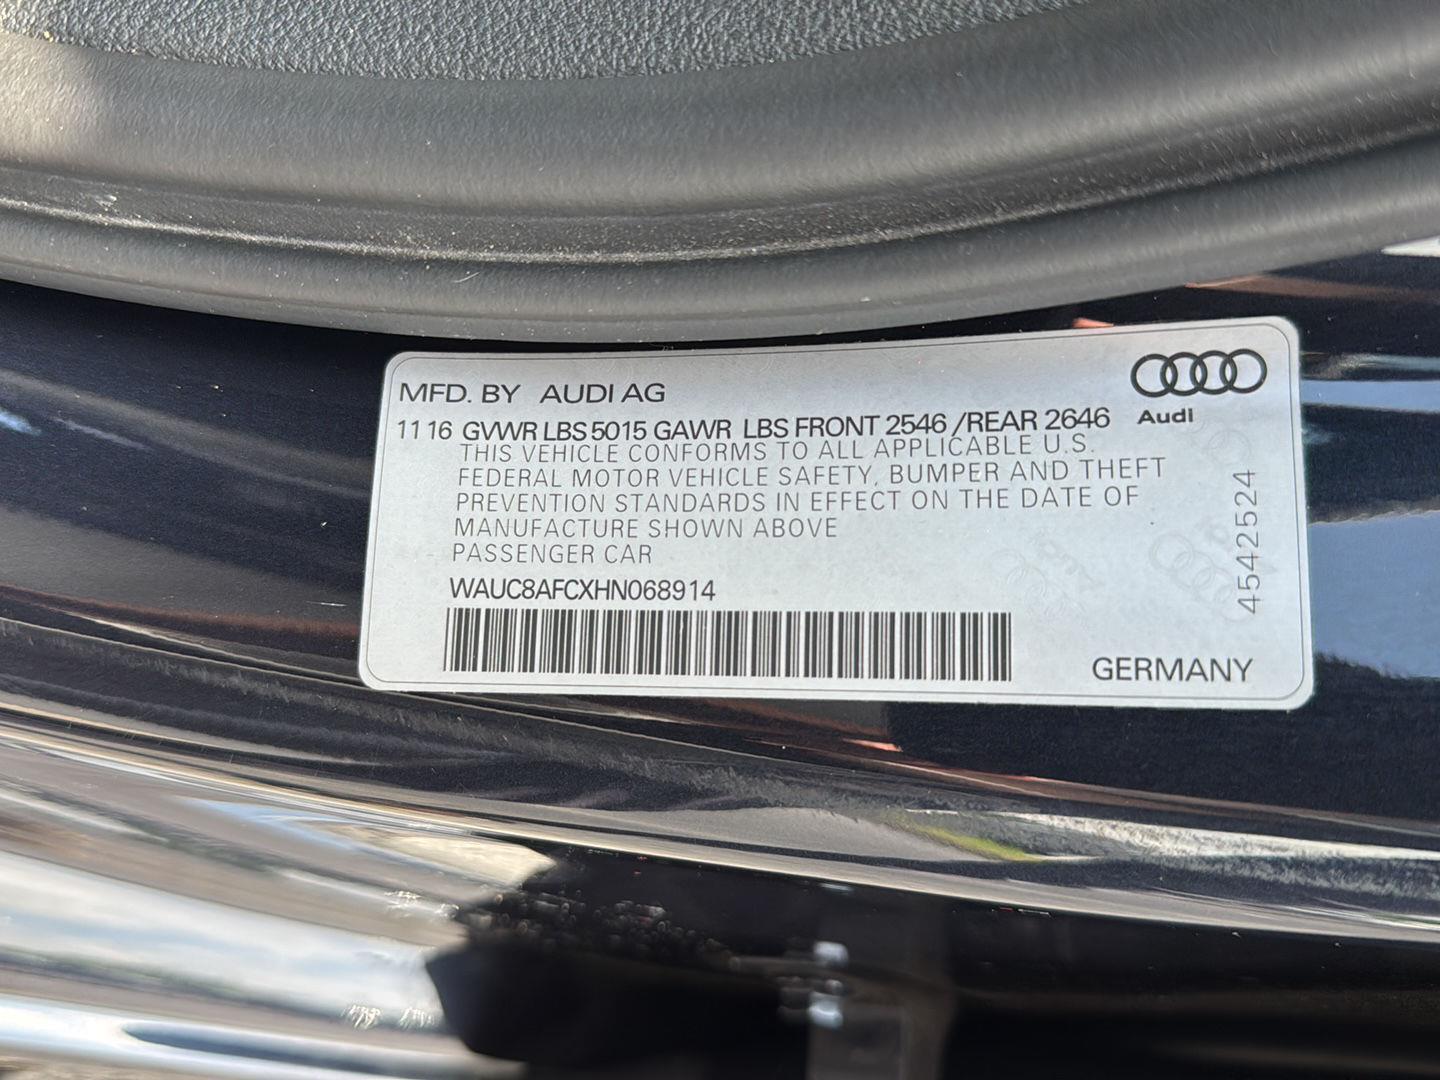 MFD. BY AUDI AG
Audi
11 16 GVWR LBS 5015 GAWR LBS FRONT 2546 /REAR 2646
THIS VEHICLE CONFORMS TO ALL APPLICABLE U.S.
FEDERAL MOTOR VEHICLE SAFETY, BUMPER AND THEFT
PREVENTION STANDARDS IN EFFECT ON THE DATE OF
MANUFACTURE SHOWN ABOVE
PASSENGER CAR
WAUC8AFCXHN068914
4542524
GERMANY